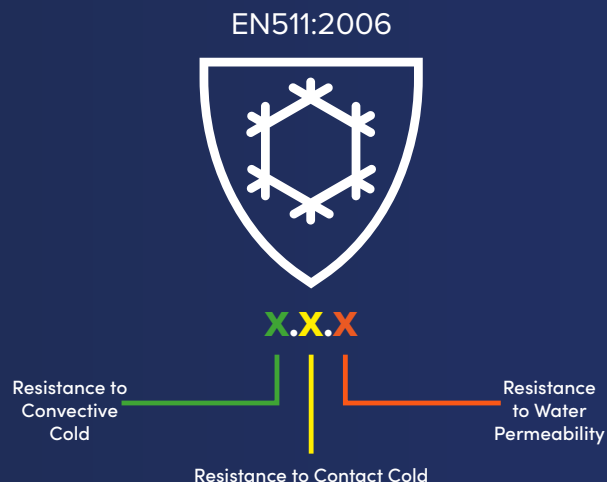 EN511:2006
X.X.X
Resistance to
Convective
Cold
Resistance
to Water
Permeability
Resistance to Contact Cold